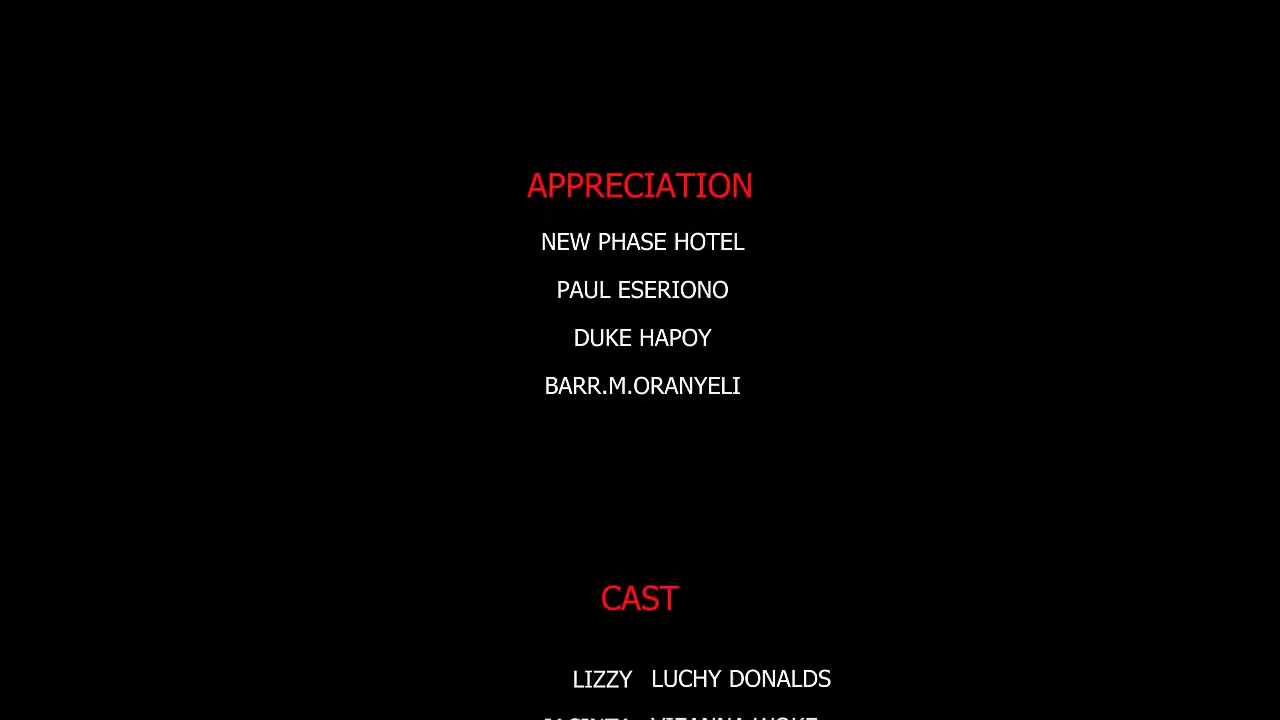 APPRECIATION
NEW PHASE HOTEL
PAUL ESERIONO
DUKE HAPOY
BARR.M.ORANYELI
CAST
LIZZY LUCHY DONALDS